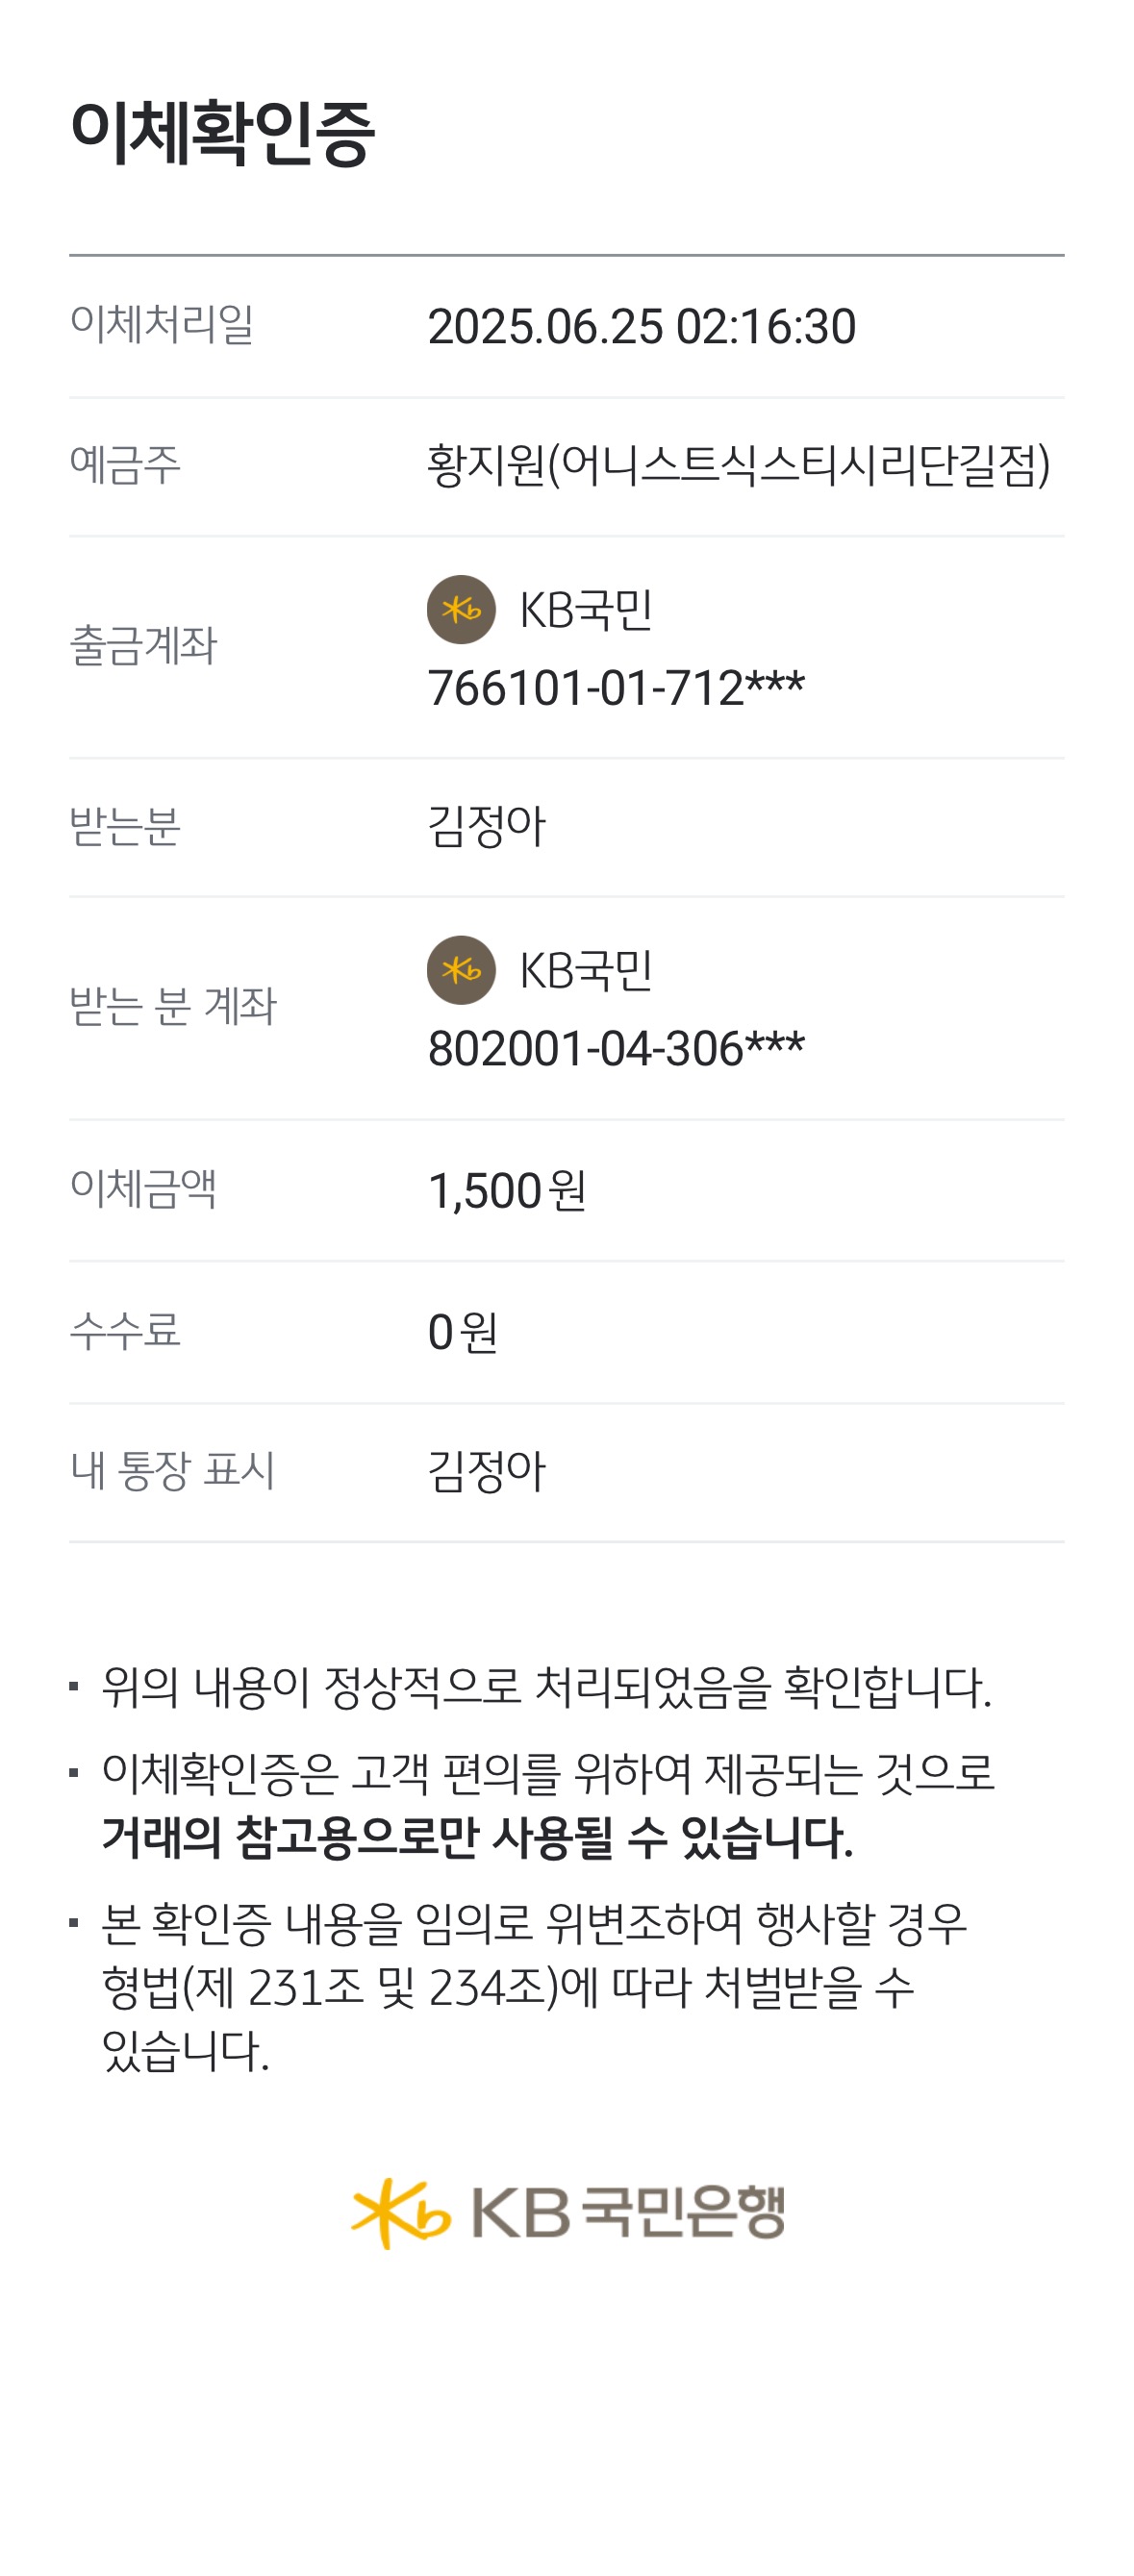 이체확인증
이체처리일 2025.06.25 02:16:30
예금주 황지원(어니스트식스티시리단길점)
출금계좌 KB국민
766101-01-712***
받는분 김정아
받는 분 계좌 KB국민
802001-04-306***
이체금액 1,500원
수수료 0원
내 통장 표시 김정아
▪ 위의 내용이 정상적으로 처리되었음을 확인합니다.
▪ 이체확인증은 고객 편의를 위하여 제공되는 것으로
거래의 참고용으로만 사용될 수 있습니다.
▪ 본 확인증 내용을 임의로 위변조하여 행사할 경우
형법(제 231조 및 234조)에 따라 처벌받을 수
있습니다.
KB국민은행